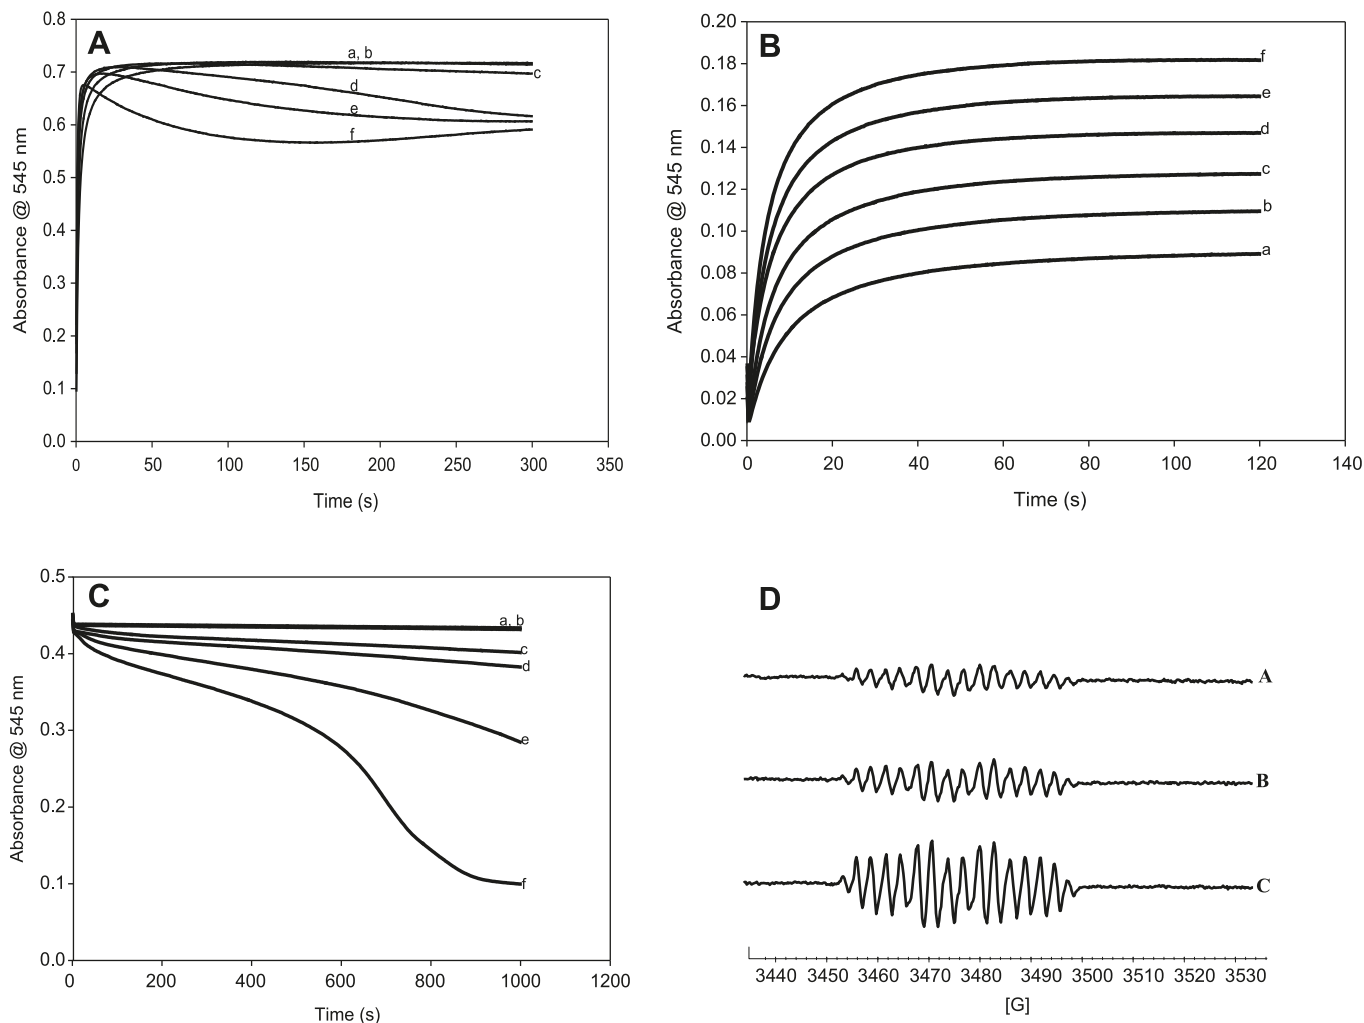 A
Absorbance @ 545 nm
0.8
0.7
0.6
0.5
0.4
0.3
0.2
0.1
0.0
a, b
c
d
e
f
0 50 100 150 200 250 300 350
Time (s)
B
Absorbance @ 545 nm
0.20
0.18
0.16
0.14
0.12
0.10
0.08
0.06
0.04
0.02
0.00
f
e
d
c
b
a
0 20 40 60 80 100 120 140
Time (s)
C
Absorbance @ 545 nm
0.5
0.4
0.3
0.2
0.1
0.0
a, b
c
d
e
f
0 200 400 600 800 1000 1200
Time (s)
D
A
B
C
3440 3450 3460 3470 3480 3490 3500 3510 3520 3530
[G]